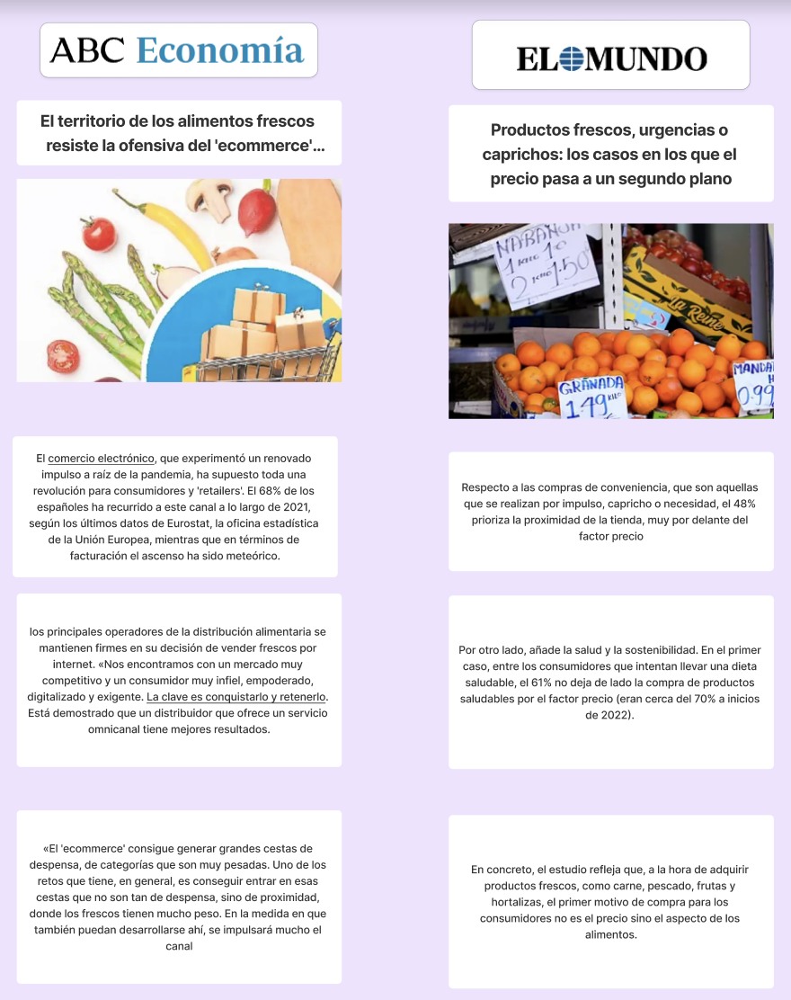 ABC Economía
El territorio de los alimentos frescos
resiste la ofensiva del 'ecommerce'...
El comercio electrónico, que experimentó un renovado
impulso a raíz de la pandemia, ha supuesto toda una
revolución para consumidores y 'retailers'. El 68% de los
españoles ha recurrido a este canal a lo largo de 2021,
según los últimos datos de Eurostat, la oficina estadística
de la Unión Europea, mientras que en términos de
facturación el ascenso ha sido meteórico.
los principales operadores de la distribución alimentaria se
mantienen firmes en su decisión de vender frescos por
internet. «Nos encontramos con un mercado muy
competitivo y un consumidor muy infiel, empoderado,
digitalizado y exigente. La clave es conquistarlo y retenerlo.
Está demostrado que un distribuidor que ofrece un servicio
omnicanal tiene mejores resultados.
«El 'ecommerce' consigue generar grandes cestas de
despensa, de categorías que son muy pesadas. Uno de los
retos que tiene, en general, es conseguir entrar en esas
cestas que no son tan de despensa, sino de proximidad,
donde los frescos tienen mucho peso. En la medida en que
también puedan desarrollarse ahí, se impulsará mucho el
canal
EL MUNDO
Productos frescos, urgencias o
caprichos: los casos en los que el
precio pasa a un segundo plano
1 KILO 1'0
2 KILO 1'50
La Reine
GRANADA
1'49 KILO
MANDA
0.99
Respecto a las compras de conveniencia, que son aquellas
que se realizan por impulso, capricho o necesidad, el 48%
prioriza la proximidad de la tienda, muy por delante del
factor precio
Por otro lado, añade la salud y la sostenibilidad. En el primer
caso, entre los consumidores que intentan llevar una dieta
saludable, el 61% no deja de lado la compra de productos
saludables por el factor precio (eran cerca del 70% a inicios
de 2022).
En concreto, el estudio refleja que, a la hora de adquirir
productos frescos, como carne, pescado, frutas y
hortalizas, el primer motivo de compra para los
consumidores no es el precio sino el aspecto de los
alimentos.